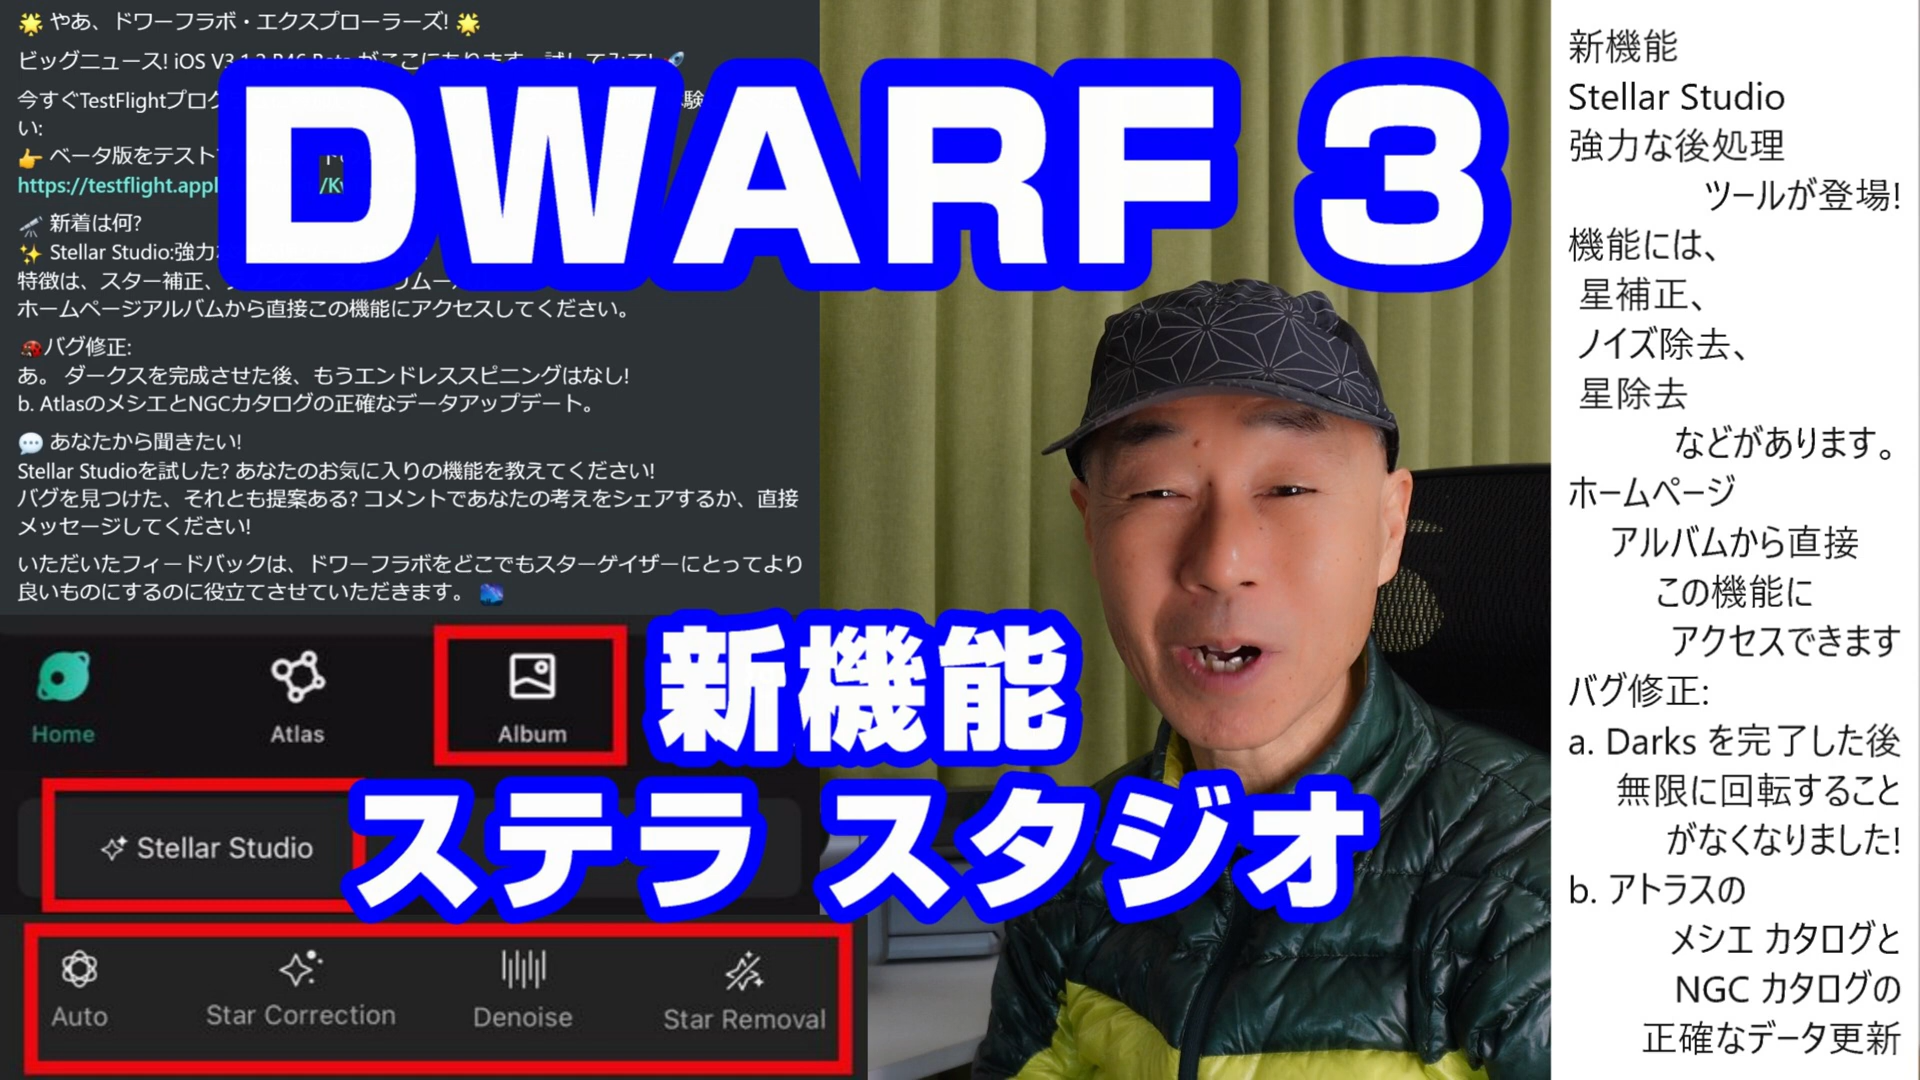 🌟 やあ、ドワーフラボ・エクスプローラーズ! 🌟
ビッグニュース! iOS V3.1.2 B46 Beta がここにあります、試してみて! 🚀
今すぐTestFlightプログ
い:
👉 ベータ版をテスト
https://testflight.appl
🔭 新着は何?
✨ Stellar Studio:強力
特徴は、スター補正、
ホームページアルバムから直接この機能にアクセスしてください。
🐞バグ修正:
あ。 ダークスを完成させた後、もうエンドレススピニングはなし!
b. AtlasのメシエとNGCカタログの正確なデータアップデート。
💬 あなたから聞きたい!
Stellar Studioを試した? あなたのお気に入りの機能を教えてください!
バグを見つけた、それとも提案ある? コメントであなたの考えをシェアするか、直接
メッセージしてください!
いただいたフィードバックは、ドワーフラボをどこでもスターゲイザーにとってより
良いものにするのに役立てさせていただきます。 🌌
DWARF 3
新機能
ステラ スタジオ
Home
Atlas
Album
Stellar Studio
Auto
Star Correction
Denoise
Star Removal
新機能
Stellar Studio
強力な後処理
ツールが登場!
機能には、
星補正、
ノイズ除去、
星除去
などがあります。
ホームページ
アルバムから直接
この機能に
アクセスできます
バグ修正:
a. Darks を完了した後
無限に回転すること
がなくなりました!
b. アトラスの
メシエ カタログと
NGC カタログの
正確なデータ更新